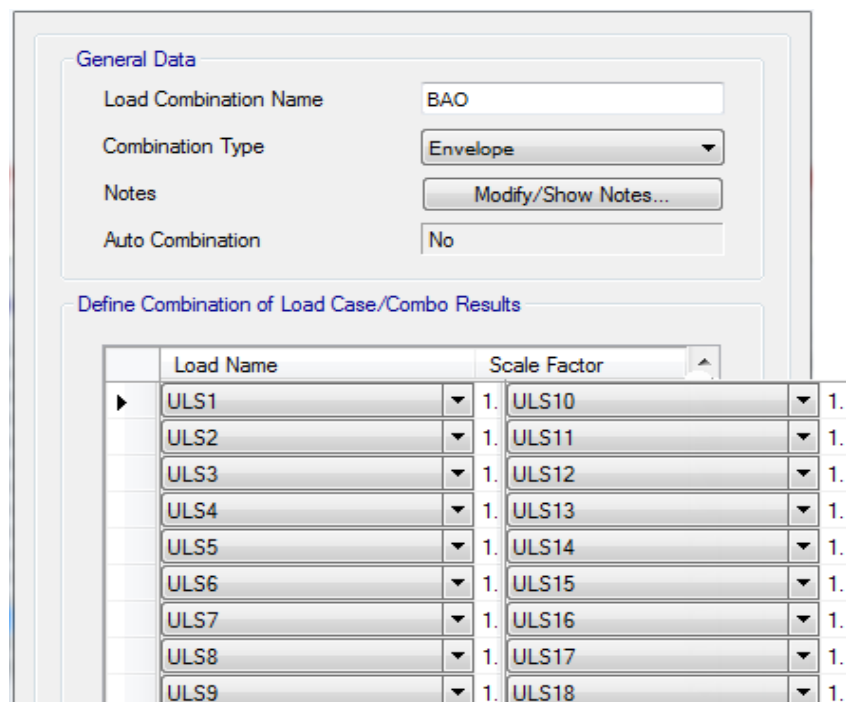 General Data
Load Combination Name BAO
Combination Type Envelope
Notes Modify/Show Notes...
Auto Combination No
Define Combination of Load Case/Combo Results
Load Name Scale Factor
ULS1 1. ULS10 1.
ULS2 1. ULS11 1.
ULS3 1. ULS12 1.
ULS4 1. ULS13 1.
ULS5 1. ULS14 1.
ULS6 1. ULS15 1.
ULS7 1. ULS16 1.
ULS8 1. ULS17 1.
ULS9 1. ULS18 1.